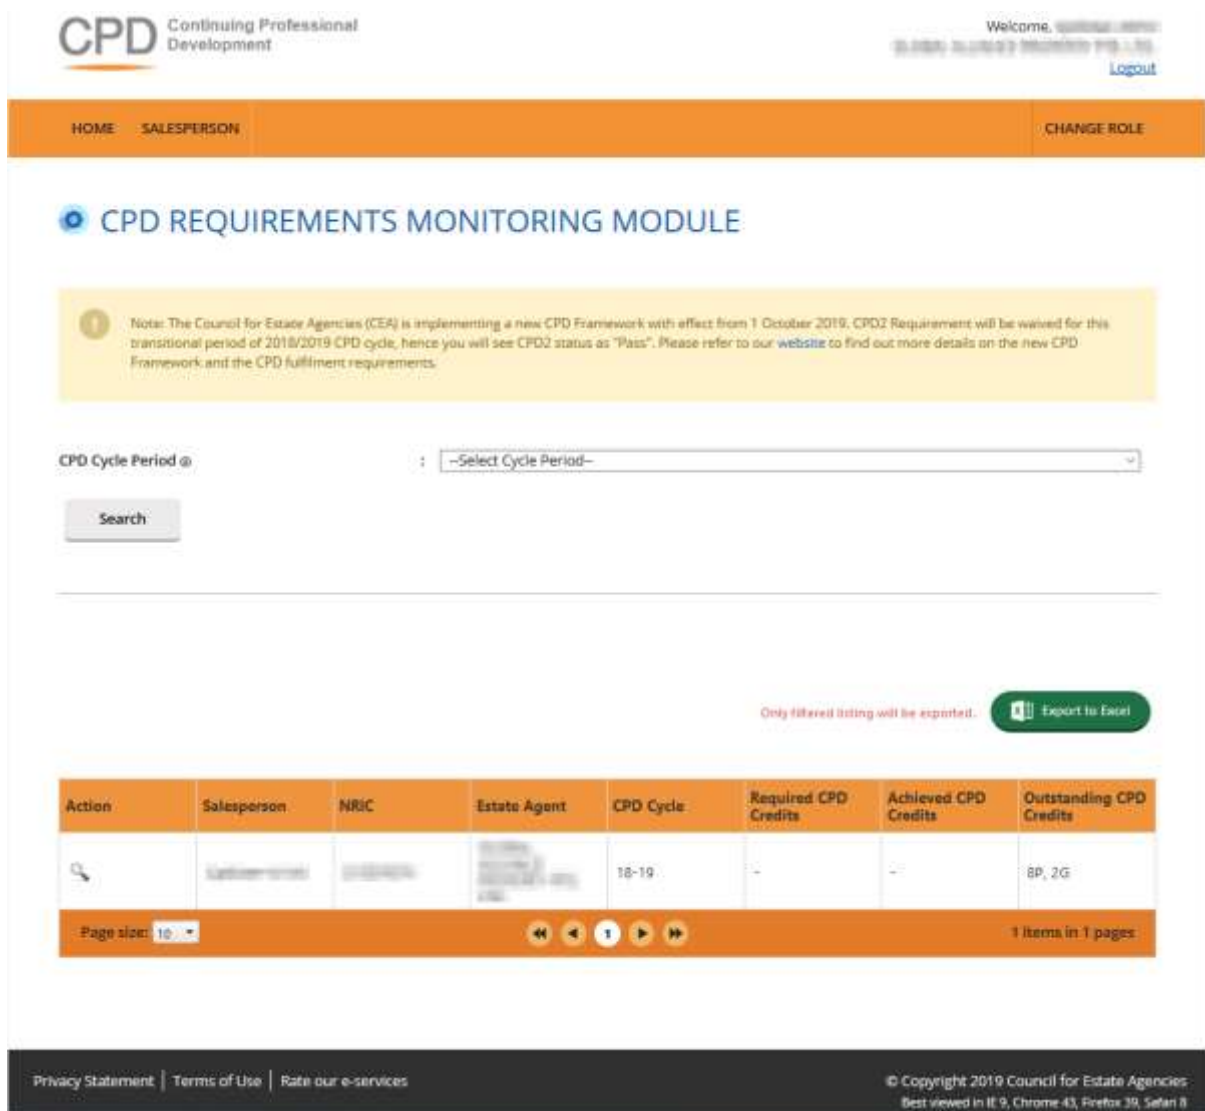 CPD Continuing Professional
Development
Welcome,
Logout
HOME SALESPERSON CHANGE ROLE
CPD REQUIREMENTS MONITORING MODULE
Note: The Council for Estate Agencies (CEA) is implementing a new CPD Framework with effect from 1 October 2019. CPD2 Requirement will be waived for this
transitional period of 2018/2019 CPD cycle, hence you will see CPD2 status as "Pass". Please refer to our website to find out more details on the new CPD
Framework and the CPD fulfilment requirements.
CPD Cycle Period : --Select Cycle Period--
Search
Only filtered listing will be exported. Export to Excel
Action Salesperson NRIC Estate Agent CPD Cycle Required CPD Credits Achieved CPD Credits Outstanding CPD Credits
18-19 - - 8P, 2G
Page size: 10 1 1 items in 1 pages
Privacy Statement | Terms of Use | Rate our e-services
© Copyright 2019 Council for Estate Agencies
Best viewed in IE 9, Chrome 43, Firefox 39, Safari 8